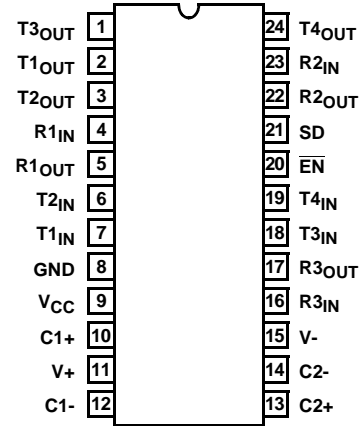 T3OUT 1 24 T4OUT
T1OUT 2 23 R2IN
T2OUT 3 22 R2OUT
R1IN 4 21 SD
R1OUT 5 20 E̅N̅
T2IN 6 19 T4IN
T1IN 7 18 T3IN
GND 8 17 R3OUT
VCC 9 16 R3IN
C1+ 10 15 V-
V+ 11 14 C2-
C1- 12 13 C2+